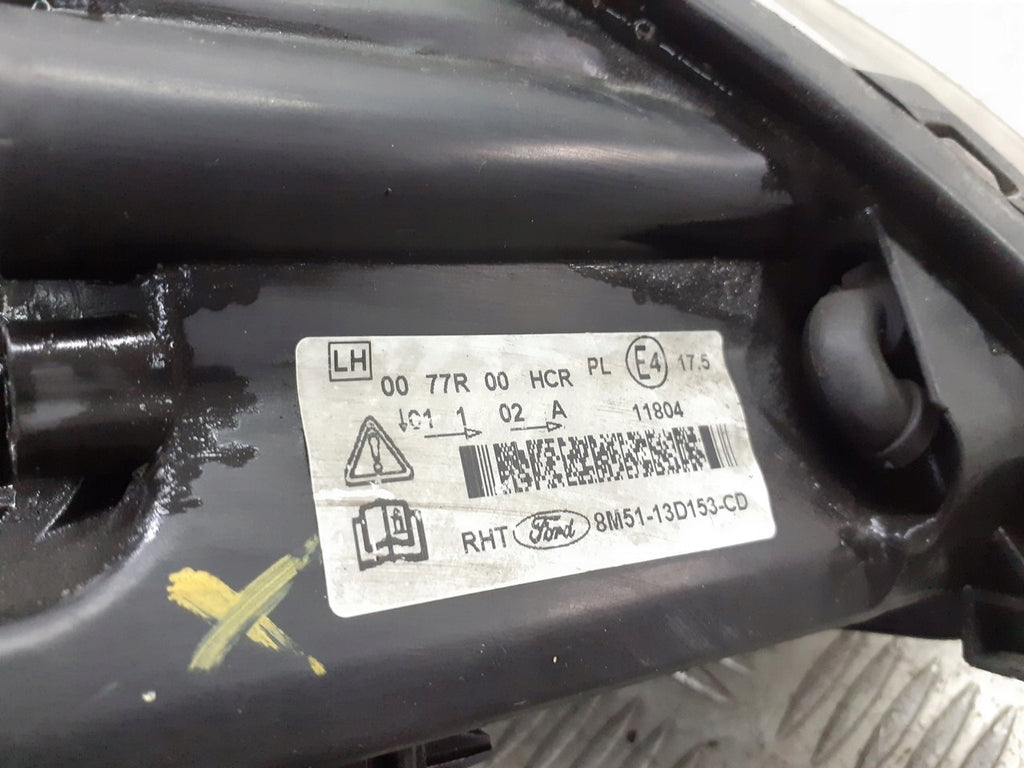 LH
00 77R 00 HCR PL E4 17.5
01 1 02 A 11804
RHT Ford 8M51-13D153-CD